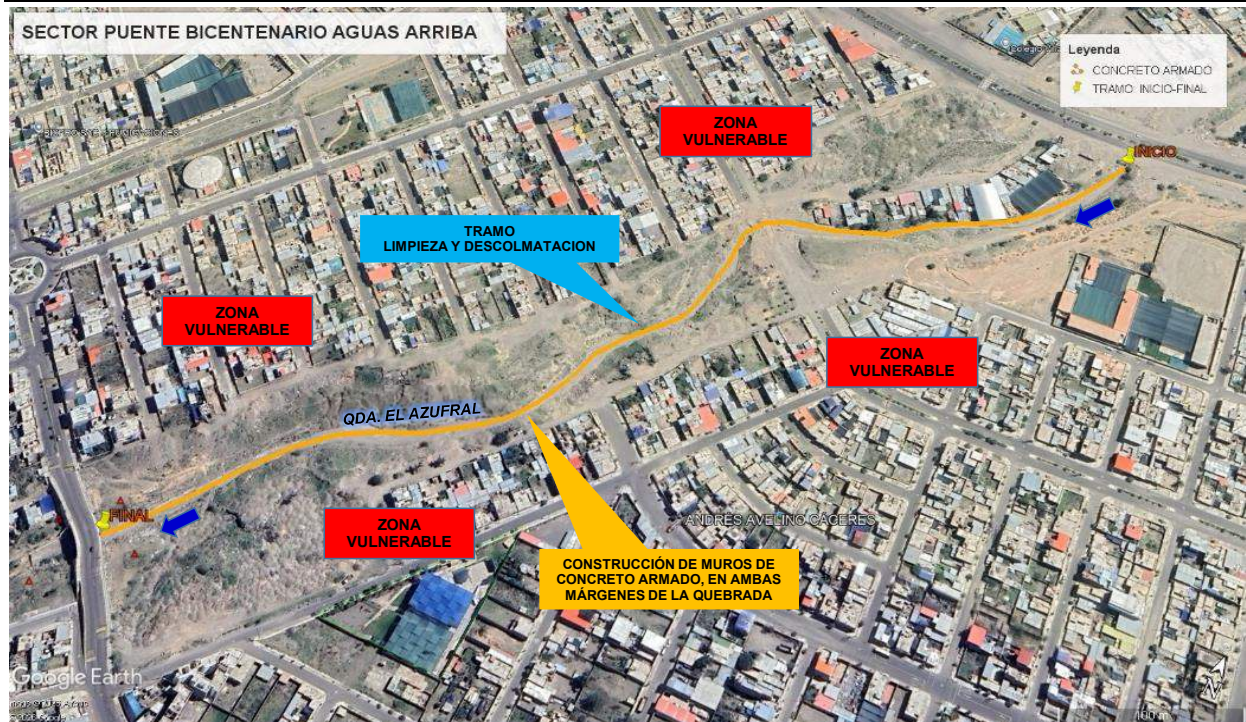 SECTOR PUENTE BICENTENARIO AGUAS ARRIBA
Leyenda
CONCRETO ARMADO
TRAMO: INICIO-FINAL
ZONA
VULNERABLE
INICIO
TRAMO
LIMPIEZA Y DESCOLMATACION
ZONA
VULNERABLE
ZONA
VULNERABLE
QDA. EL AZUFRAL
FINAL
ZONA
VULNERABLE
ANDRÉS AVELINO CÁCERES
CONSTRUCCIÓN DE MUROS DE
CONCRETO ARMADO, EN AMBAS
MÁRGENES DE LA QUEBRADA
Google Earth
N
100 m